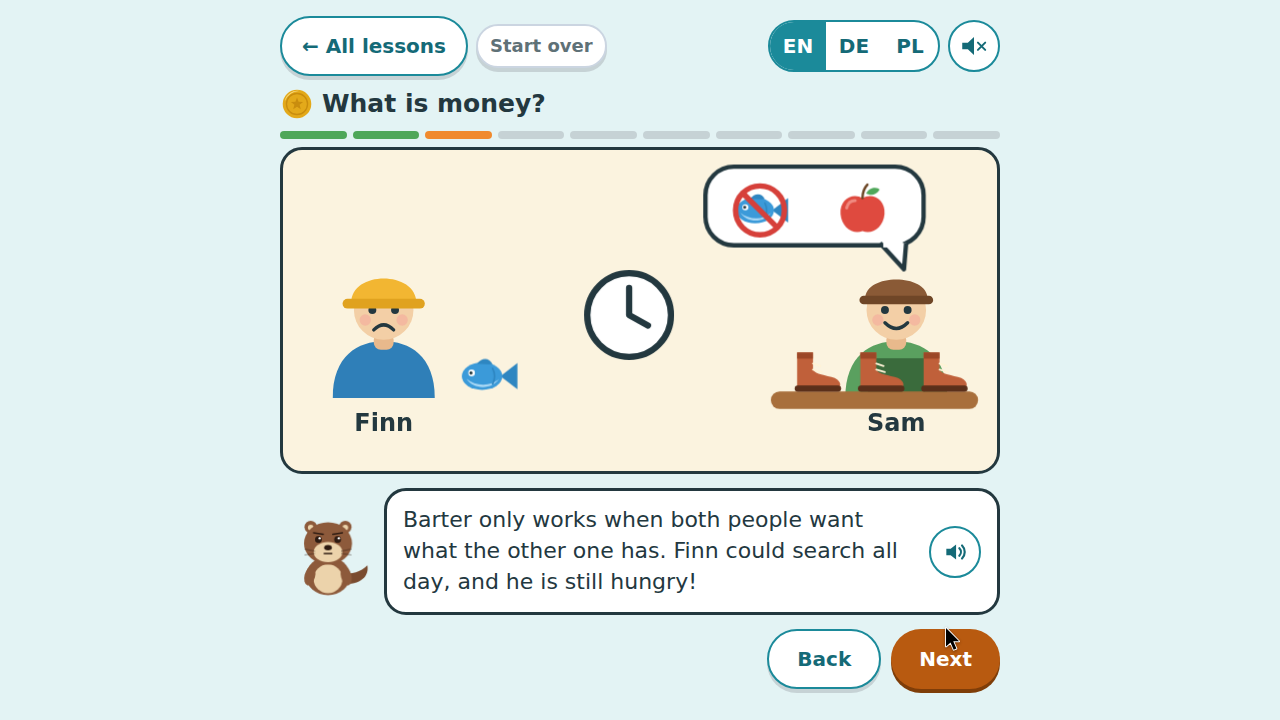 ← All lessons
Start over
EN
DE
PL
What is money?
Finn
Sam
Barter only works when both people want
what the other one has. Finn could search all
day, and he is still hungry!
Back
Next